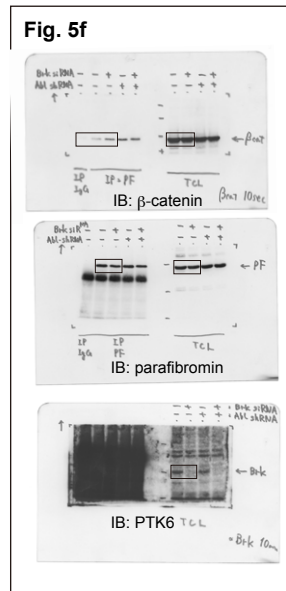 Fig. 5f
Brk siRNA - - + - +
Abl shRNA - - - + +
- + - +
- - + +
← βcat
IP IgG
IP = PF
TCL
βcat 10sec
IB: β-catenin
Brk siRNA - - + - +
Abl-shRNA - - - + +
- + - +
- - + +
← PF
IP IgG
IP PF
TCL
IB: parafibromin
- + - + - Brk siRNA
- - + + - Abl shRNA
← Brk
IB: PTK6
TCL
Brk 10m